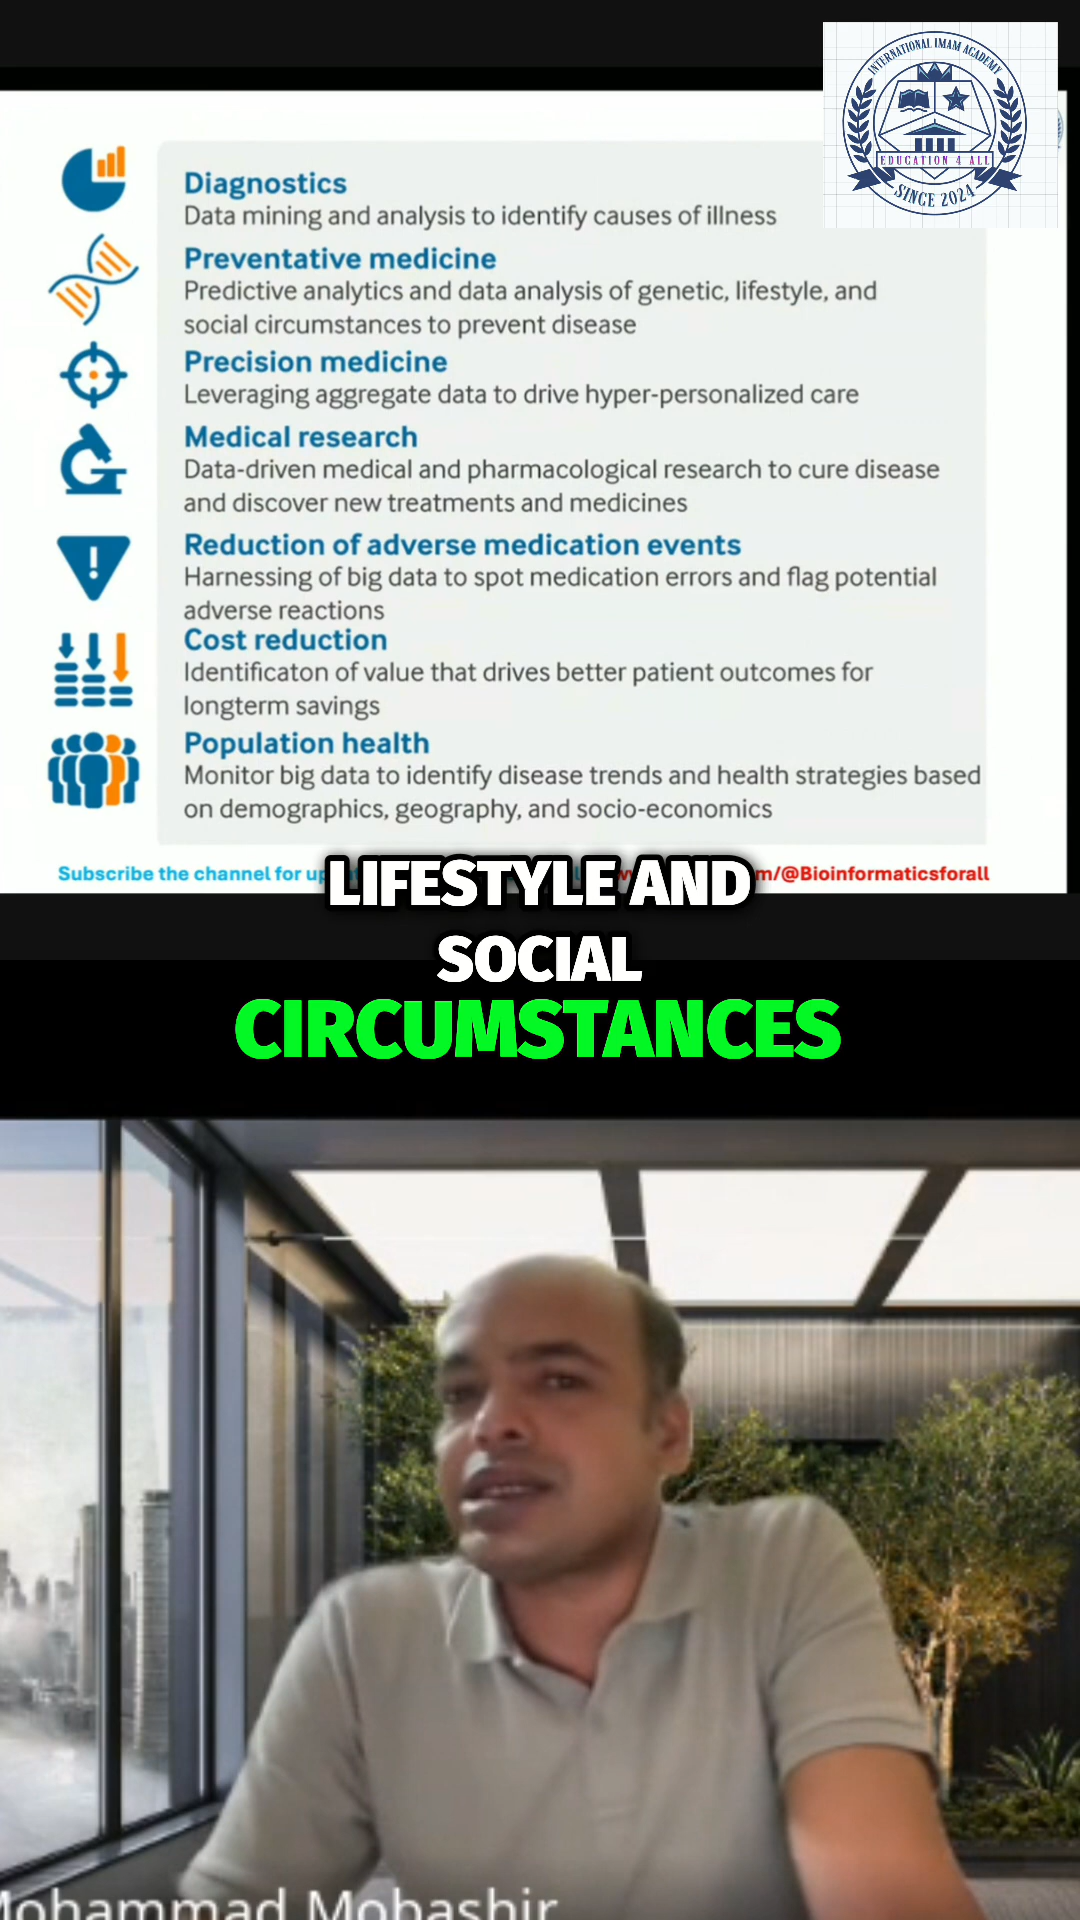 INTERNATIONAL IMAM ACADEMY
EDUCATION 4 ALL
SINCE 2024
Diagnostics
Data mining and analysis to identify causes of illness
Preventative medicine
Predictive analytics and data analysis of genetic, lifestyle, and
social circumstances to prevent disease
Precision medicine
Leveraging aggregate data to drive hyper-personalized care
Medical research
Data-driven medical and pharmacological research to cure disease
and discover new treatments and medicines
Reduction of adverse medication events
Harnessing of big data to spot medication errors and flag potential
adverse reactions
Cost reduction
Identificaton of value that drives better patient outcomes for
longterm savings
Population health
Monitor big data to identify disease trends and health strategies based
on demographics, geography, and socio-economics
Subscribe the channel for m/@Bioinformaticsforall
LIFESTYLE AND
SOCIAL
CIRCUMSTANCES
Mohammad Mobashir